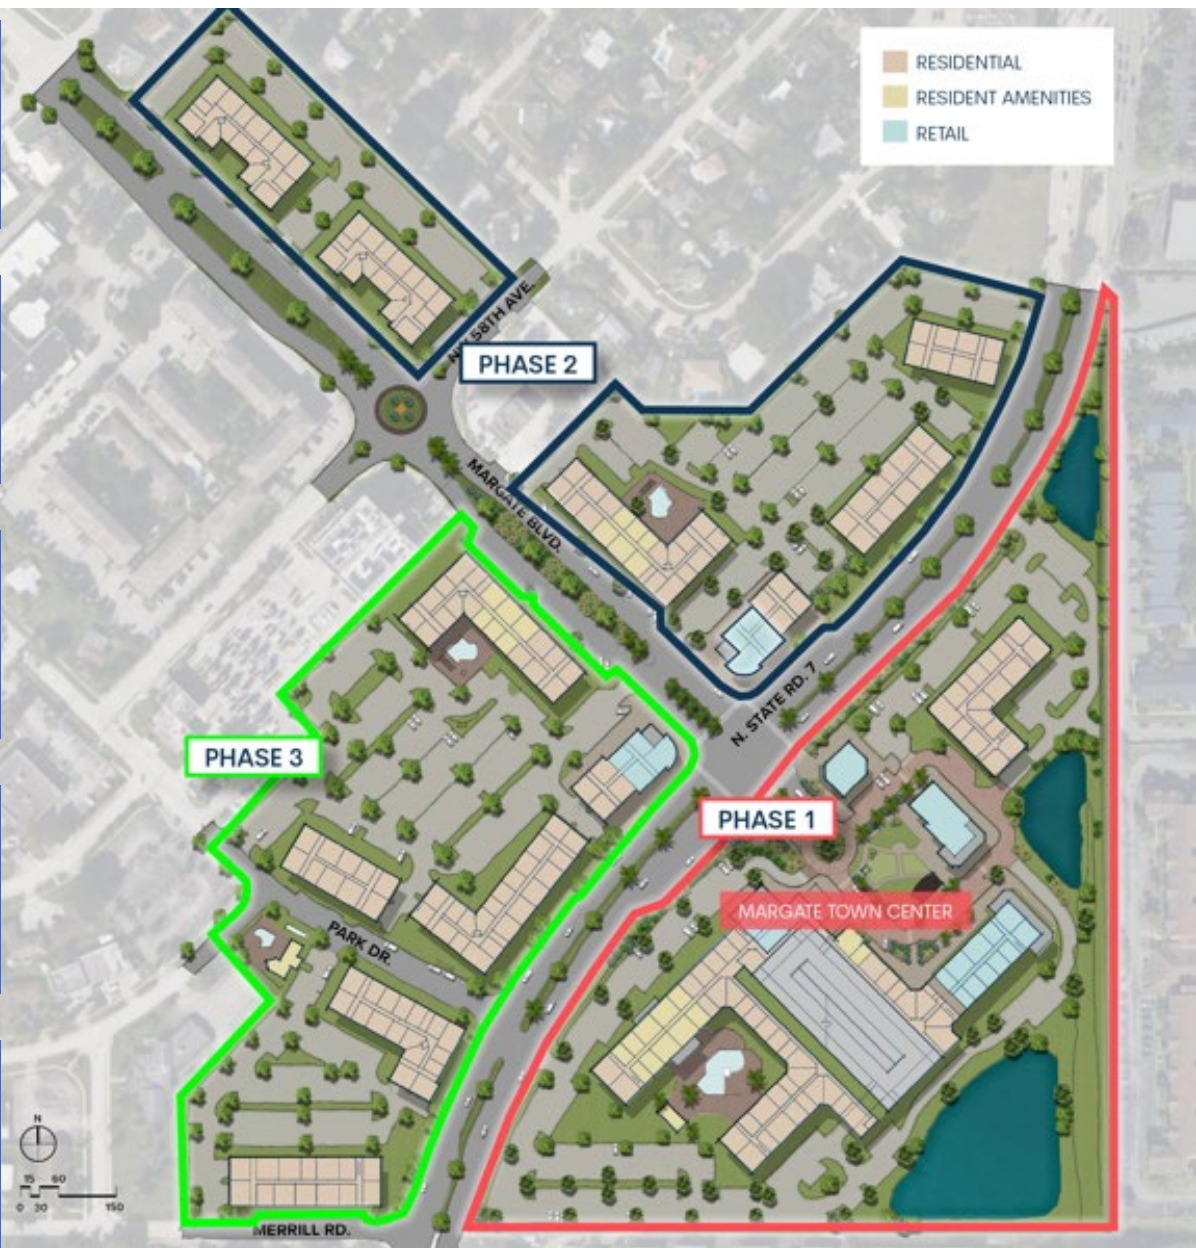 RESIDENTIAL
RESIDENT AMENITIES
RETAIL
58TH AVE.
PHASE 2
MARGATE BLVD.
N. STATE RD. 7
PHASE 3
PHASE 1
MARGATE TOWN CENTER
PARK DR.
N
15 60
0 30 150
MERRILL RD.